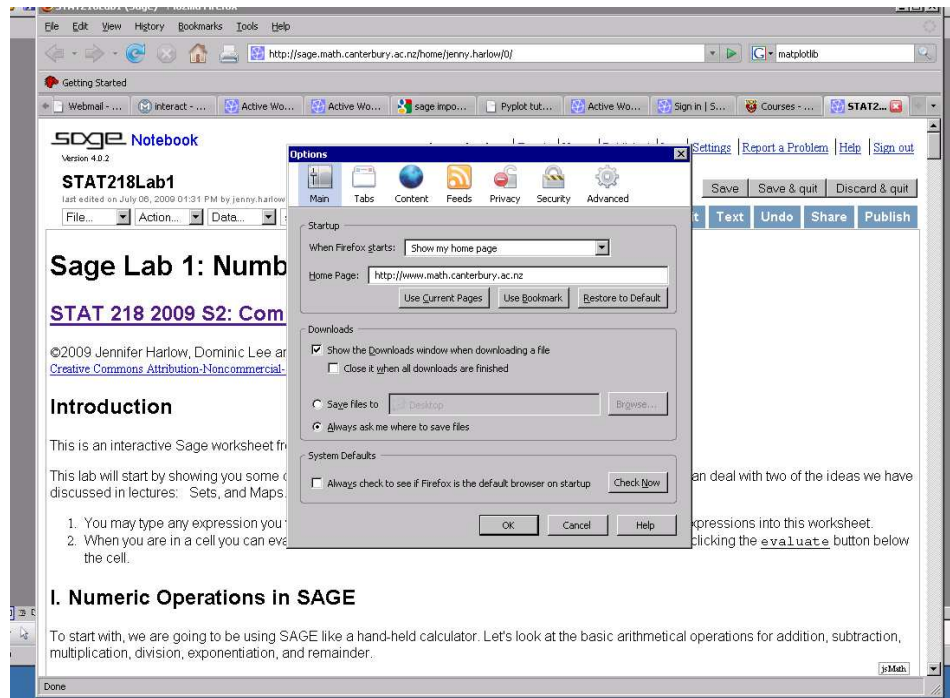 File Edit View History Bookmarks Tools Help
http://sage.math.canterbury.ac.nz/home/jenny.harlow/0/
matplotlib
Getting Started
Webmail - ... interact - ... Active Wo... Active Wo... sage impo... Pyplot tut... Active Wo... Sign in | S... Courses - ... STAT2...
SAGE Notebook
Version 4.0.2
Settings | Report a Problem | Help | Sign out
STAT218Lab1
last edited on July 06, 2009 01:31 PM by jenny.harlow
Save Save & quit Discard & quit
File... Action... Data...
Text Undo Share Publish
Options
Main Tabs Content Feeds Privacy Security Advanced
Startup
When Firefox starts: Show my home page
Home Page: http://www.math.canterbury.ac.nz
Use Current Pages Use Bookmark Restore to Default
Downloads
Show the Downloads window when downloading a file
Close it when all downloads are finished
Save files to Desktop Browse...
Always ask me where to save files
System Defaults
Always check to see if Firefox is the default browser on startup Check Now
OK Cancel Help
Sage Lab 1: Numb
STAT 218 2009 S2: Com
©2009 Jennifer Harlow, Dominic Lee an
Creative Commons Attribution-Noncommercial-
Introduction
This is an interactive Sage worksheet fr
This lab will start by showing you some an deal with two of the ideas we have
discussed in lectures: Sets, and Maps.
1. You may type any expression you xpressions into this worksheet.
2. When you are in a cell you can eva clicking the evaluate button below
the cell.
I. Numeric Operations in SAGE
To start with, we are going to be using SAGE like a hand-held calculator. Let's look at the basic arithmetical operations for addition, subtraction,
multiplication, division, exponentiation, and remainder.
jsMath
Done